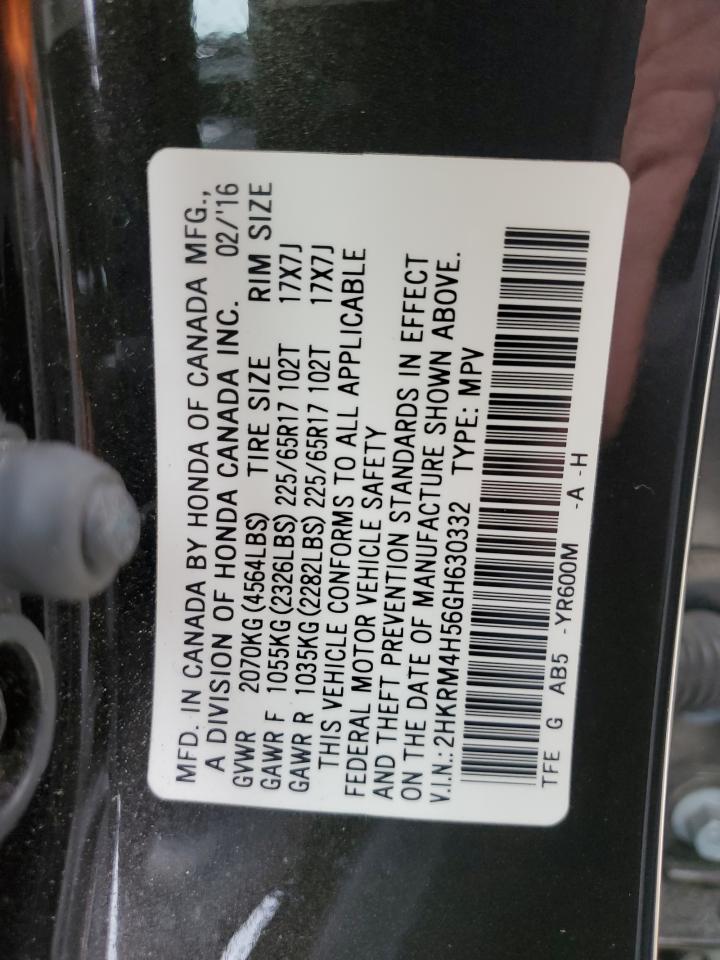 MFD. IN CANADA BY HONDA OF CANADA MFG.,
A DIVISION OF HONDA CANADA INC. 02/'16
GVWR 2070KG (4564LBS) TIRE SIZE RIM SIZE
GAWR F 1055KG (2326LBS) 225/65R17 102T 17X7J
GAWR R 1035KG (2282LBS) 225/65R17 102T 17X7J
THIS VEHICLE CONFORMS TO ALL APPLICABLE
FEDERAL MOTOR VEHICLE SAFETY
AND THEFT PREVENTION STANDARDS IN EFFECT
ON THE DATE OF MANUFACTURE SHOWN ABOVE.
V.I.N.: 2HKRM4H56GH630332 TYPE: MPV
TFE G AB5 -YR600M -A -H